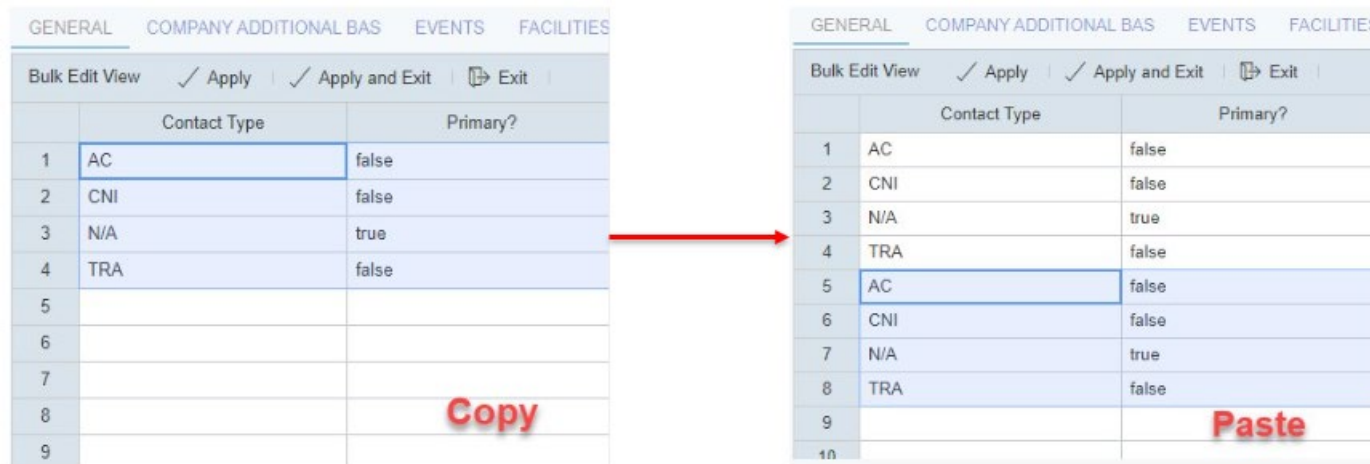 GENERAL COMPANY ADDITIONAL BAS EVENTS FACILITIES
Bulk Edit View Apply Apply and Exit Exit
Contact Type Primary?
1 AC false
2 CNI false
3 N/A true
4 TRA false
5
6
7
8
9
Copy
GENERAL COMPANY ADDITIONAL BAS EVENTS FACILITIE
Bulk Edit View Apply Apply and Exit Exit
Contact Type Primary?
1 AC false
2 CNI false
3 N/A true
4 TRA false
5 AC false
6 CNI false
7 N/A true
8 TRA false
9
10
Paste